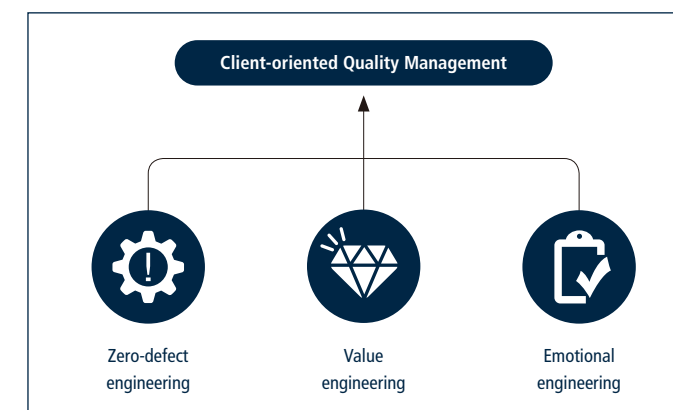 Client-oriented Quality Management
Zero-defect
engineering
Value
engineering
Emotional
engineering